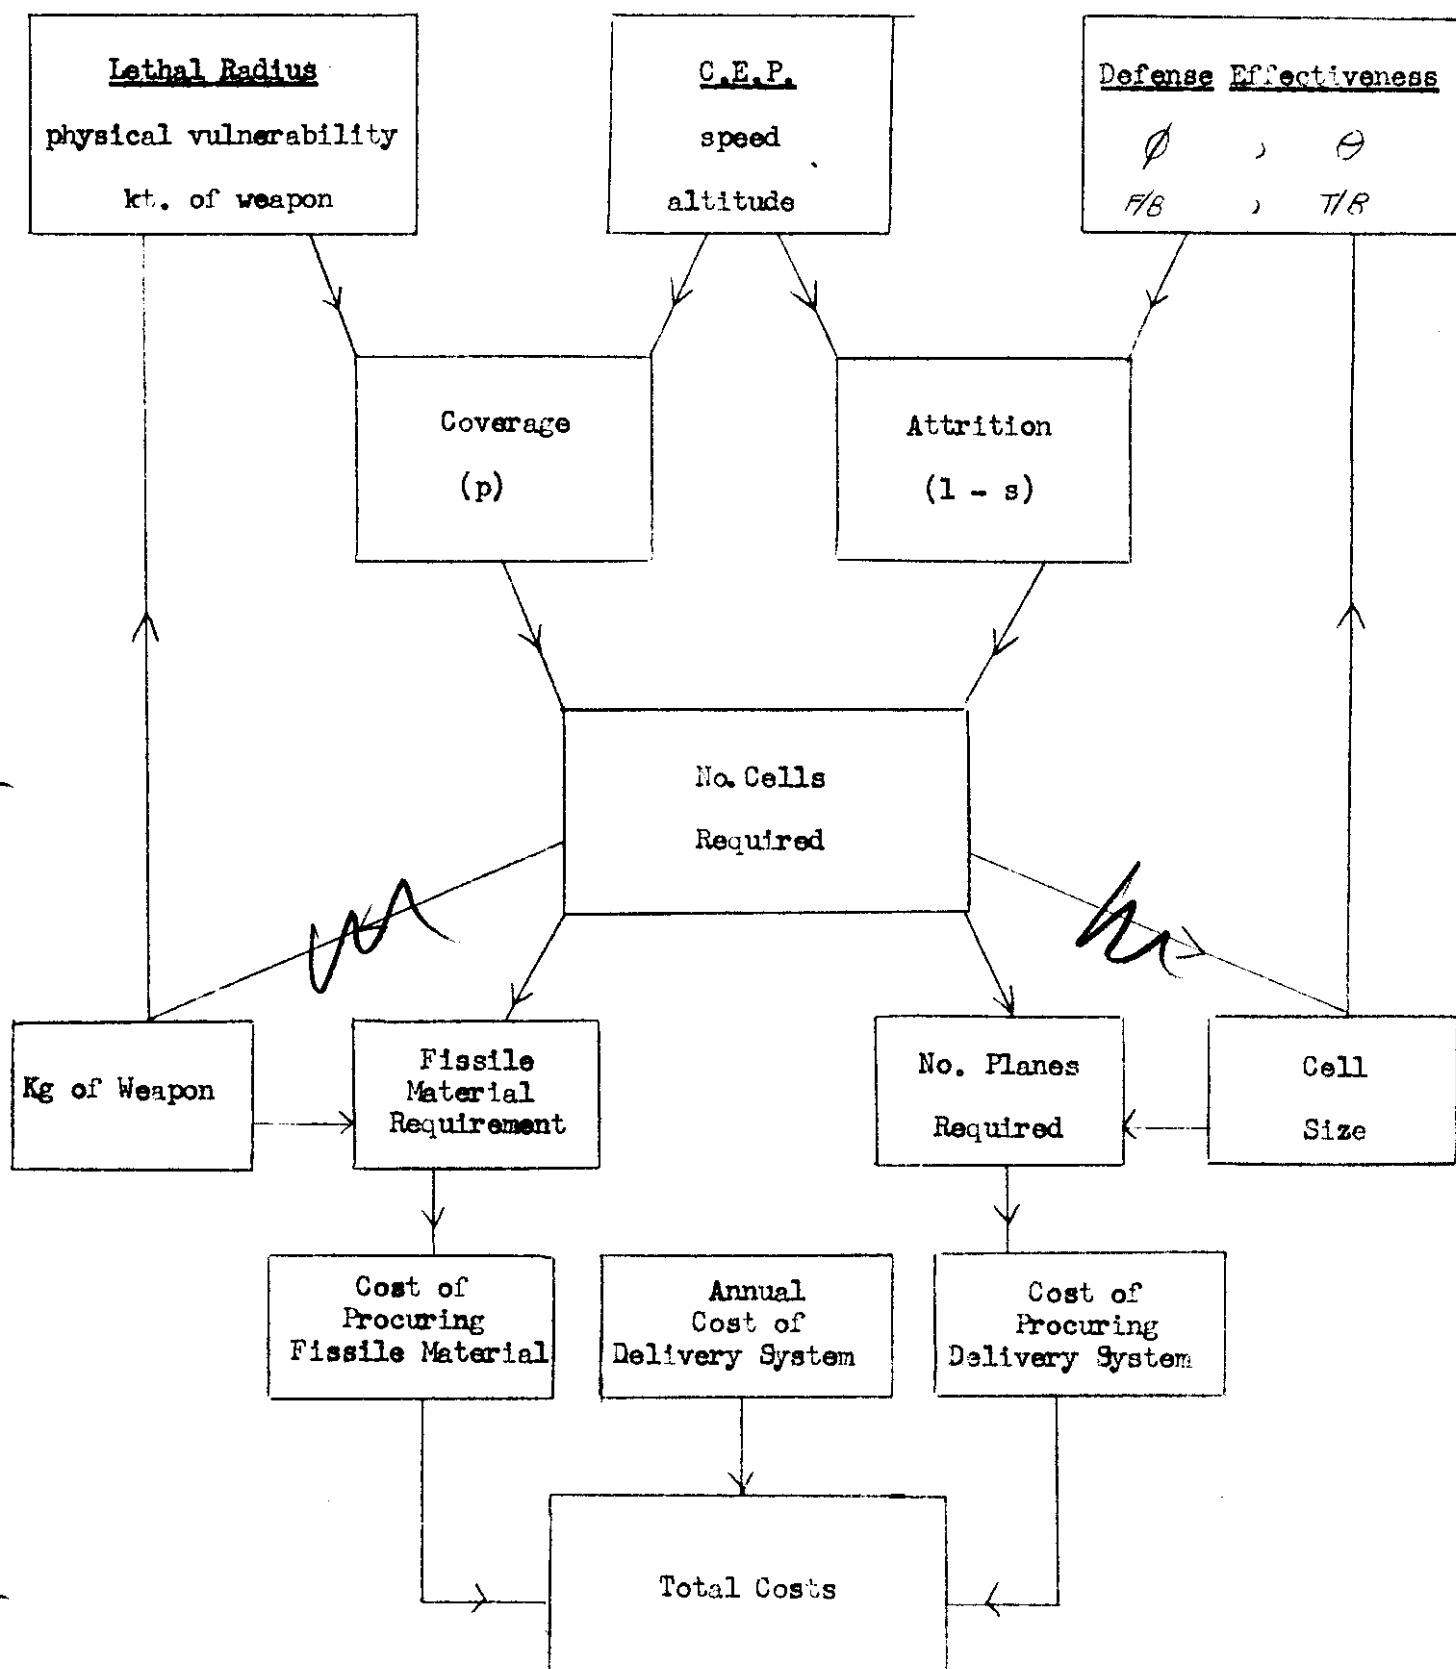 Lethal Radius
physical vulnerability
kt. of weapon
C.E.P.
speed
altitude
Defense Effectiveness
ø , θ
F/B , T/B
Coverage
(p)
Attrition
(1 - s)
No. Cells
Required
Kg of Weapon
Fissile
Material
Requirement
No. Planes
Required
Cell
Size
Cost of
Procuring
Fissile Material
Annual
Cost of
Delivery System
Cost of
Procuring
Delivery System
Total Costs